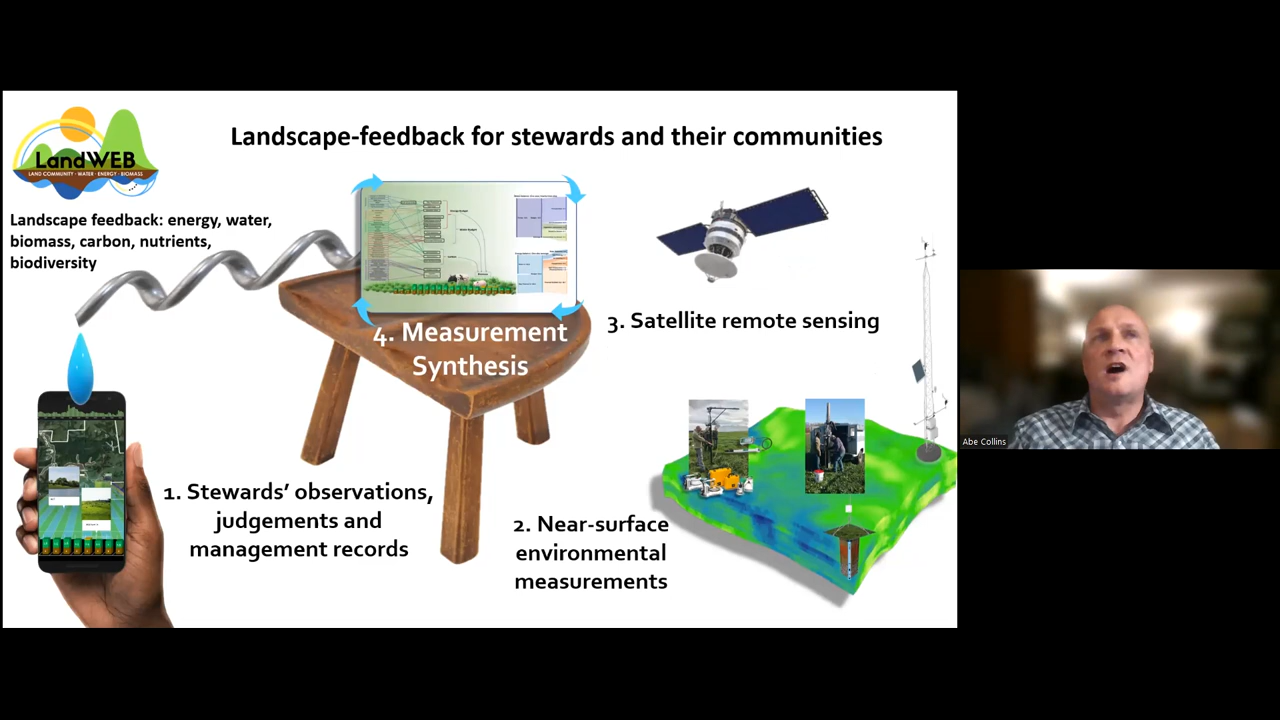 Landscape-feedback for stewards and their communities
LandWEB
LAND COMMUNITY · WATER · ENERGY · BIOMASS
Landscape feedback: energy, water,
biomass, carbon, nutrients,
biodiversity
4. Measurement
Synthesis
3. Satellite remote sensing
1. Stewards’ observations,
judgements and
management records
2. Near-surface
environmental
measurements
Abe Collins